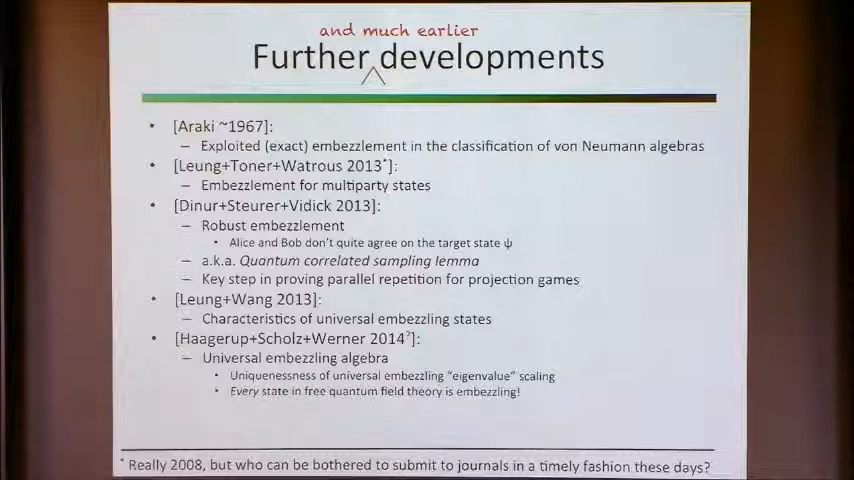 and much earlier
Further developments
• [Araki ~1967]:
– Exploited (exact) embezzlement in the classification of von Neumann algebras
• [Leung+Toner+Watrous 2013*]:
– Embezzlement for multiparty states
• [Dinur+Steurer+Vidick 2013]:
– Robust embezzlement
• Alice and Bob don't quite agree on the target state ψ
– a.k.a. Quantum correlated sampling lemma
– Key step in proving parallel repetition for projection games
• [Leung+Wang 2013]:
– Characteristics of universal embezzling states
• [Haagerup+Scholz+Werner 2014?]:
– Universal embezzling algebra
• Uniquenessness of universal embezzling "eigenvalue" scaling
• Every state in free quantum field theory is embezzling!
* Really 2008, but who can be bothered to submit to journals in a timely fashion these days?